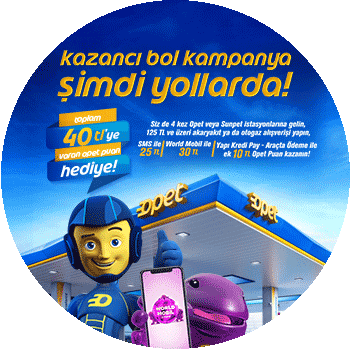 kazancı bol kampanya
şimdi yollarda!
toplam
40 tl'ye
varan opet puan
hediye!
Siz de 4 kez Opet veya Sunpet istasyonlarına gelin,
125 TL ve üzeri akaryakıt ya da otogaz alışverişi yapın,
SMS ile World Mobil ile Yapı Kredi Pay - Araçta Ödeme ile
25 TL 30 TL ek 10 TL Opet Puan kazanın!
Opet
opet
WORLD
MOBİL